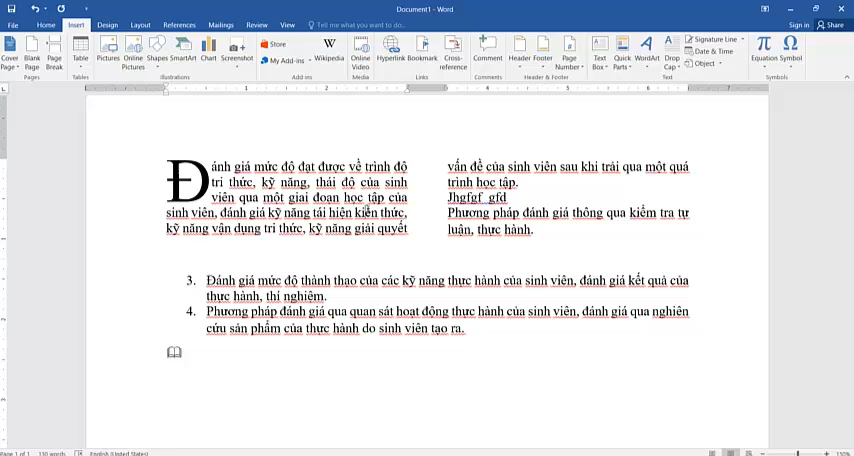 Document1 - Word
File Home Insert Design Layout References Mailings Review View Tell me what you want to do... Sign in Share
Cover Page Blank Page Page Break Table Pictures Online Pictures Shapes SmartArt Chart Screenshot Store My Add-ins Wikipedia Online Video Hyperlink Bookmark Cross-reference Comment Header Footer Page Number Text Box Quick Parts WordArt Drop Cap Signature Line Date & Time Object Equation Symbol
Pages Tables Illustrations Add-ins Media Links Comments Header & Footer Text Symbols
Đánh giá mức độ đạt được về trình độ
tri thức, kỹ năng, thái độ của sinh
viên qua một giai đoạn học tập của
sinh viên, đánh giá kỹ năng tái hiện kiến thức,
kỹ năng vận dụng tri thức, kỹ năng giải quyết
vấn đề của sinh viên sau khi trải qua một quá
trình học tập.
Jhgfgf gfd
Phương pháp đánh giá thông qua kiểm tra tự
luận, thực hành.
3. Đánh giá mức độ thành thạo của các kỹ năng thực hành của sinh viên, đánh giá kết quả của
thực hành, thí nghiệm.
4. Phương pháp đánh giá qua quan sát hoạt động thực hành của sinh viên, đánh giá qua nghiên
cứu sản phẩm của thực hành do sinh viên tạo ra.
Page 1 of 1 130 words English (United States) 150%